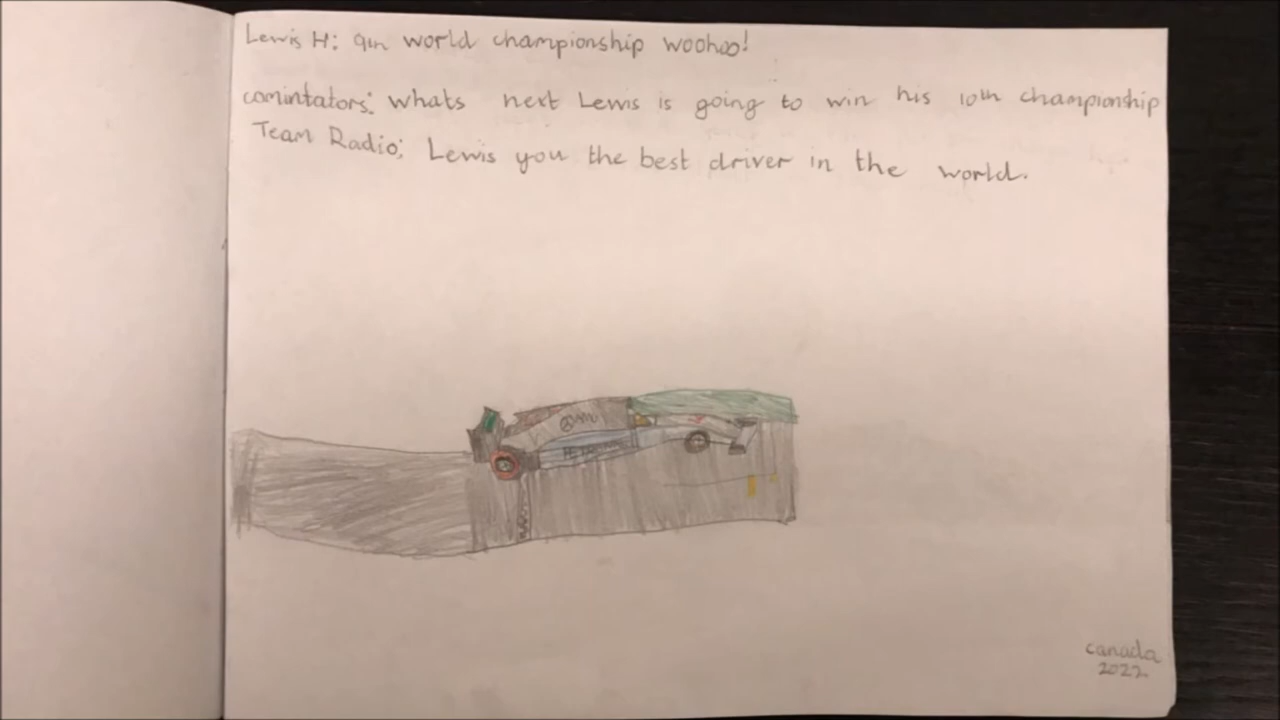 Lewis H: 9th world championship woohoo!
comintators: whats next Lewis is going to win his 10th championship
Team Radio; Lewis you the best driver in the world.
PETRONAS
canada
2022